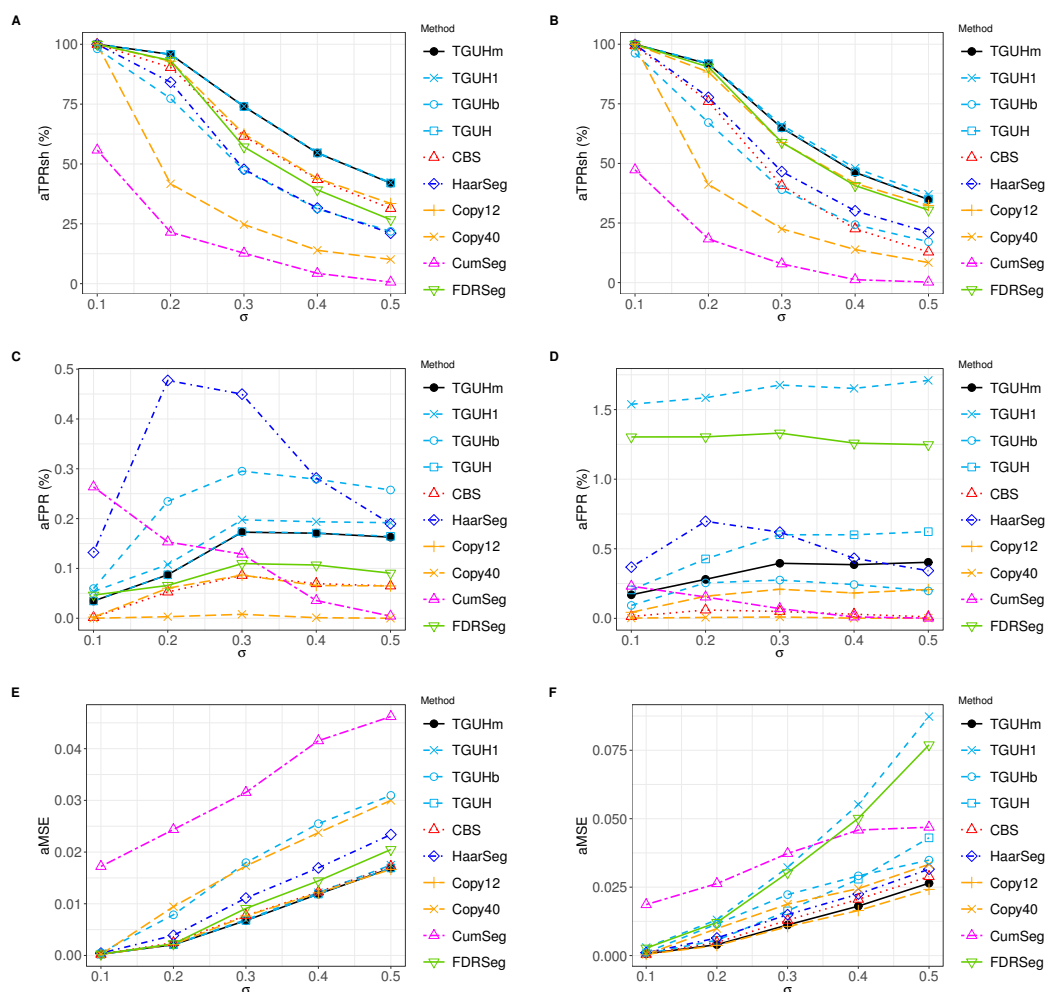 A
aTPRsh (%)
100
75
50
25
0
0.1 0.2 0.3 0.4 0.5
σ
Method
TGUHm
TGUH1
TGUHb
TGUH
CBS
HaarSeg
Copy12
Copy40
CumSeg
FDRSeg
B
aTPRsh (%)
100
75
50
25
0
0.1 0.2 0.3 0.4 0.5
σ
Method
TGUHm
TGUH1
TGUHb
TGUH
CBS
HaarSeg
Copy12
Copy40
CumSeg
FDRSeg
C
aFPR (%)
0.5
0.4
0.3
0.2
0.1
0.0
0.1 0.2 0.3 0.4 0.5
σ
Method
TGUHm
TGUH1
TGUHb
TGUH
CBS
HaarSeg
Copy12
Copy40
CumSeg
FDRSeg
D
aFPR (%)
1.5
1.0
0.5
0.0
0.1 0.2 0.3 0.4 0.5
σ
Method
TGUHm
TGUH1
TGUHb
TGUH
CBS
HaarSeg
Copy12
Copy40
CumSeg
FDRSeg
E
aMSE
0.04
0.03
0.02
0.01
0.00
0.1 0.2 0.3 0.4 0.5
σ
Method
TGUHm
TGUH1
TGUHb
TGUH
CBS
HaarSeg
Copy12
Copy40
CumSeg
FDRSeg
F
aMSE
0.075
0.050
0.025
0.000
0.1 0.2 0.3 0.4 0.5
σ
Method
TGUHm
TGUH1
TGUHb
TGUH
CBS
HaarSeg
Copy12
Copy40
CumSeg
FDRSeg